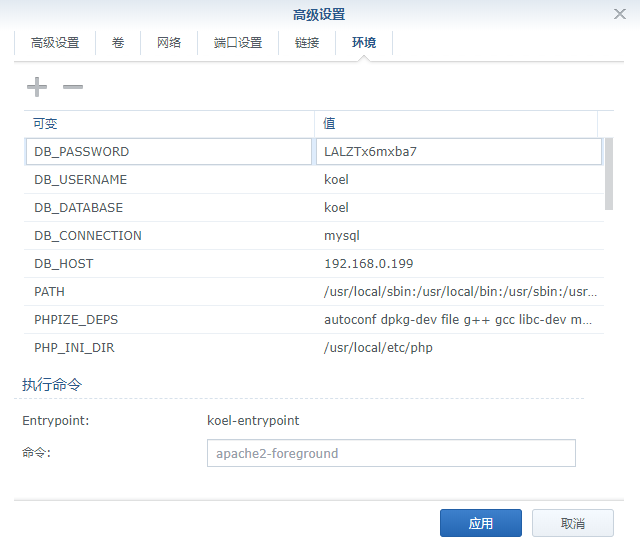 高级设置
高级设置 卷 网络 端口设置 链接 环境
可变 值
DB_PASSWORD LALZTx6mxba7
DB_USERNAME koel
DB_DATABASE koel
DB_CONNECTION mysql
DB_HOST 192.168.0.199
PATH /usr/local/sbin:/usr/local/bin:/usr/sbin:/usr...
PHPIZE_DEPS autoconf dpkg-dev file g++ gcc libc-dev m...
PHP_INI_DIR /usr/local/etc/php
执行命令
Entrypoint: koel-entrypoint
命令: apache2-foreground
应用 取消